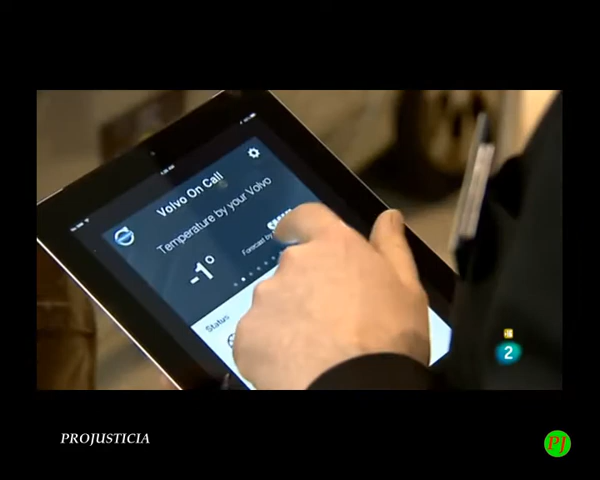 Volvo On Call
Temperature by your Volvo
-1°
Forecast by
Status
2
PROJUSTICIA
PJ